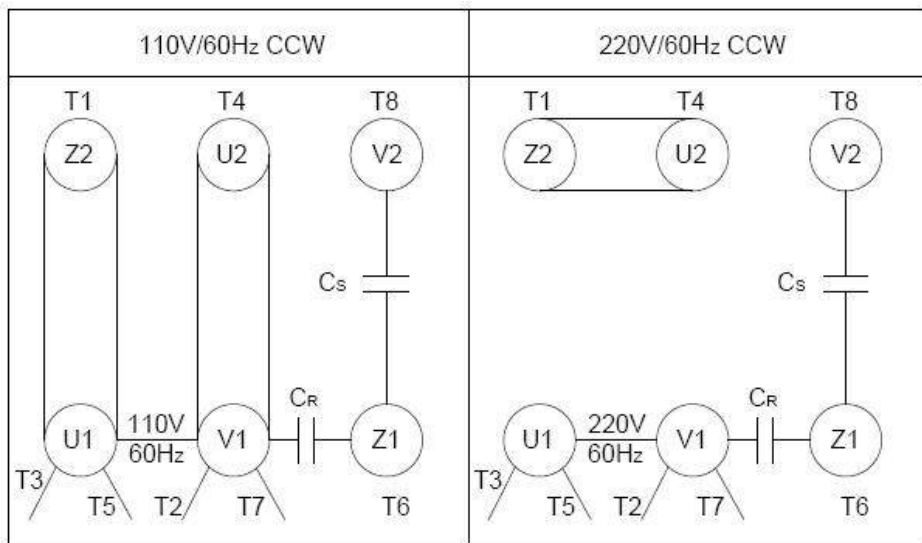 110V/60Hz CCW 220V/60Hz CCW
T1 T4 T8 T1 T4 T8
Z2 U2 V2 Z2 U2 V2
CS CS
CR CR
U1 110V V1 Z1 U1 220V V1 Z1
60Hz 60Hz
T3 T5 T2 T7 T6 T3 T5 T2 T7 T6